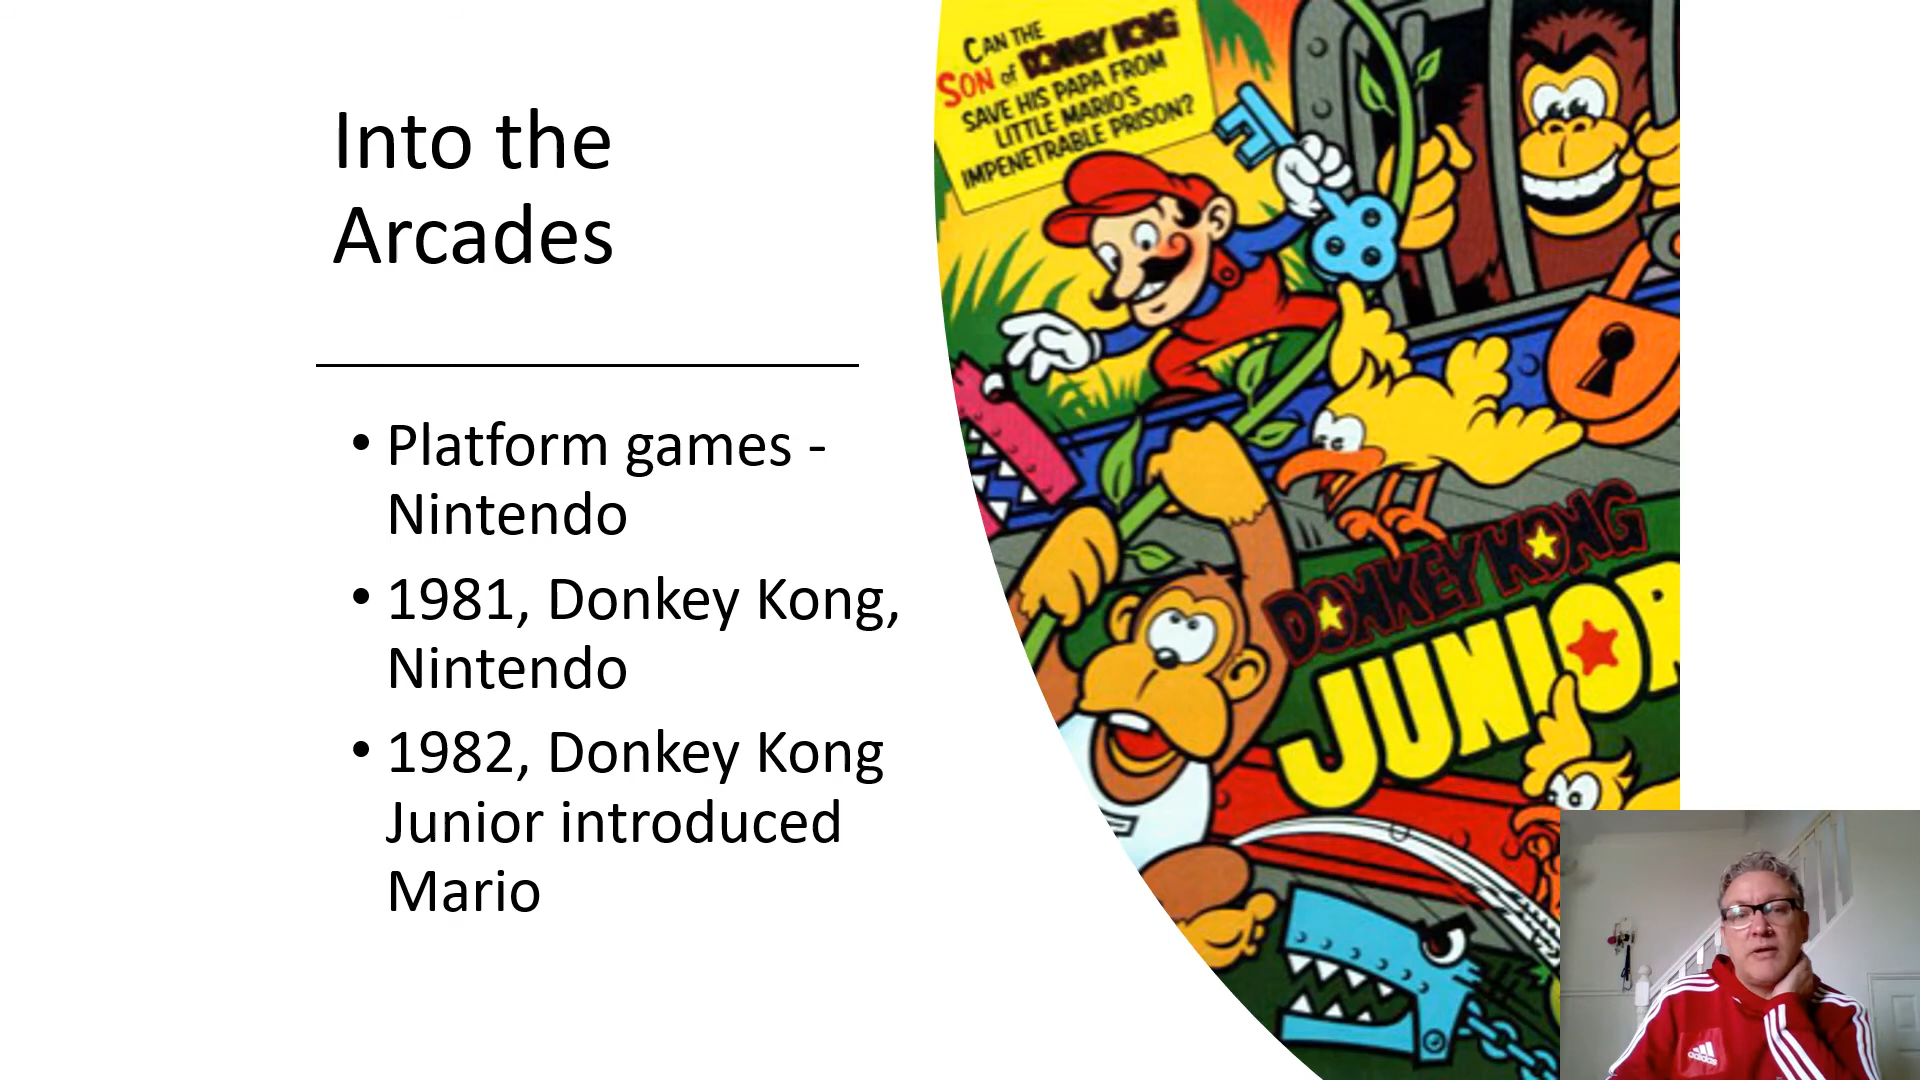 Into the
Arcades
• Platform games -
Nintendo
• 1981, Donkey Kong,
Nintendo
• 1982, Donkey Kong
Junior introduced
Mario
CAN THE
SON of DONKEY KONG
SAVE HIS PAPA FROM
LITTLE MARIO'S
IMPENETRABLE PRISON?
DONKEY KONG
JUNIOR
adidas